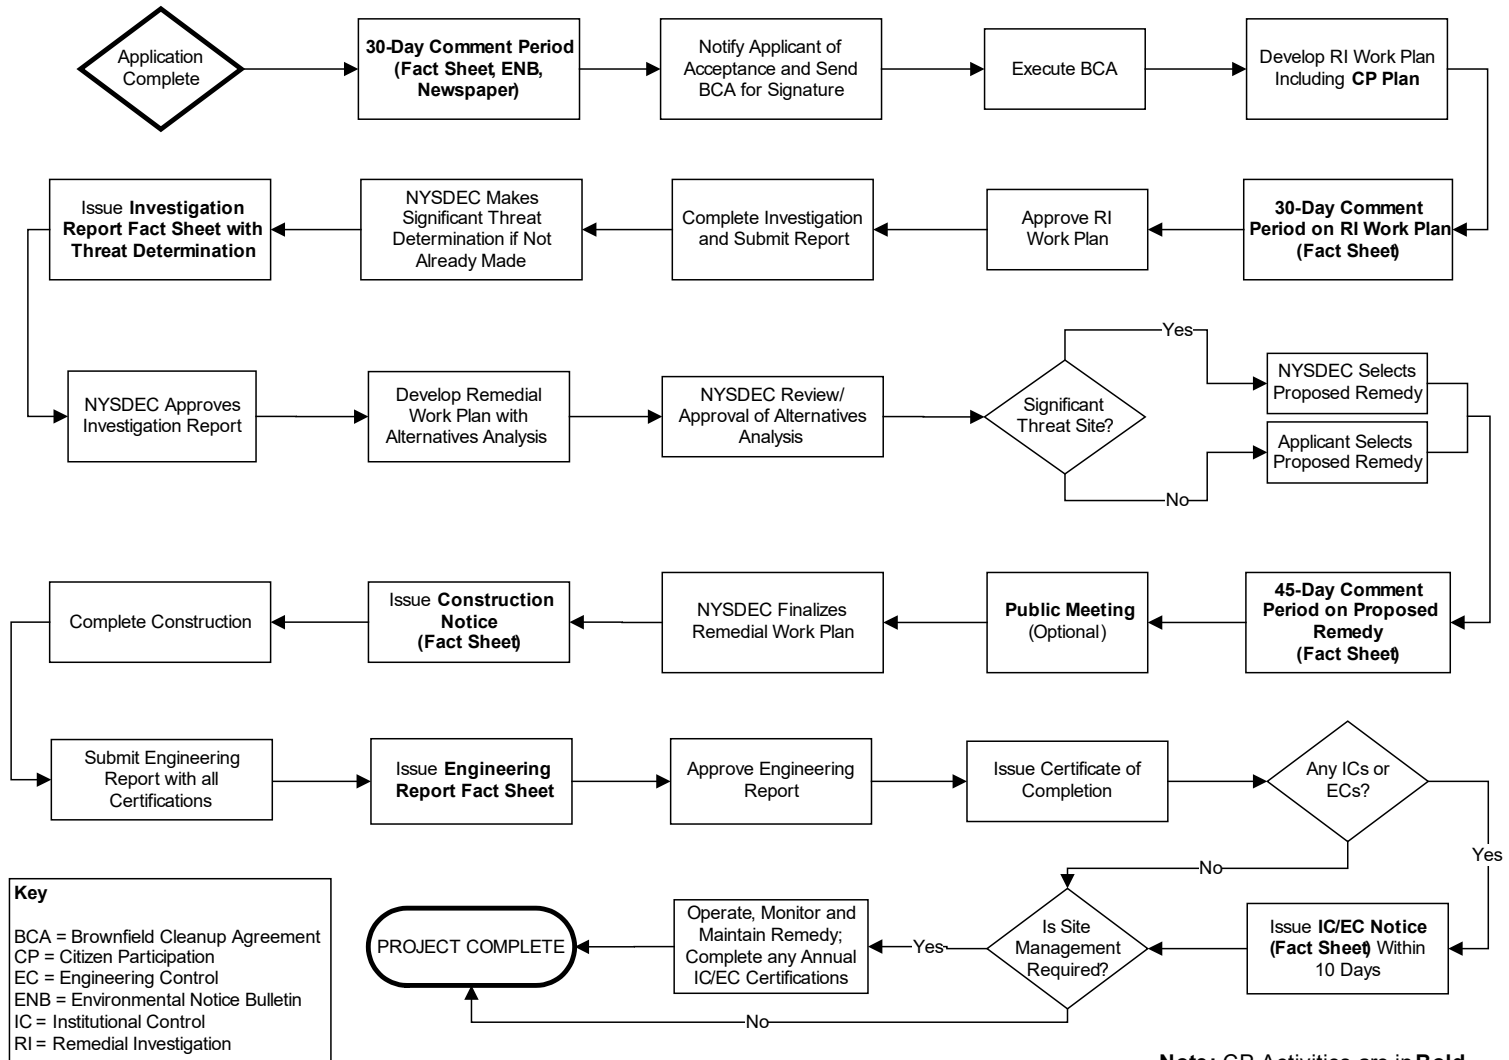 Application
Complete
30-Day Comment Period
(Fact Sheet, ENB,
Newspaper)
Notify Applicant of
Acceptance and Send
BCA for Signature
Execute BCA
Develop RI Work Plan
Including CP Plan
Issue Investigation
Report Fact Sheet with
Threat Determination
NYSDEC Makes
Significant Threat
Determination if Not
Already Made
Complete Investigation
and Submit Report
Approve RI
Work Plan
30-Day Comment
Period on RI Work Plan
(Fact Sheet)
NYSDEC Approves
Investigation Report
Develop Remedial
Work Plan with
Alternatives Analysis
NYSDEC Review/
Approval of Alternatives
Analysis
Significant
Threat Site?
Yes
No
NYSDEC Selects
Proposed Remedy
Applicant Selects
Proposed Remedy
Complete Construction
Issue Construction
Notice
(Fact Sheet)
NYSDEC Finalizes
Remedial Work Plan
Public Meeting
(Optional)
45-Day Comment
Period on Proposed
Remedy
(Fact Sheet)
Submit Engineering
Report with all
Certifications
Issue Engineering
Report Fact Sheet
Approve Engineering
Report
Issue Certificate of
Completion
Any ICs or
ECs?
Yes
No
Key
BCA = Brownfield Cleanup Agreement
CP = Citizen Participation
EC = Engineering Control
ENB = Environmental Notice Bulletin
IC = Institutional Control
RI = Remedial Investigation
PROJECT COMPLETE
Operate, Monitor and
Maintain Remedy;
Complete any Annual
IC/EC Certifications
Yes
Is Site
Management
Required?
Issue IC/EC Notice
(Fact Sheet) Within
10 Days
No
Note: CP Activities are in Bold